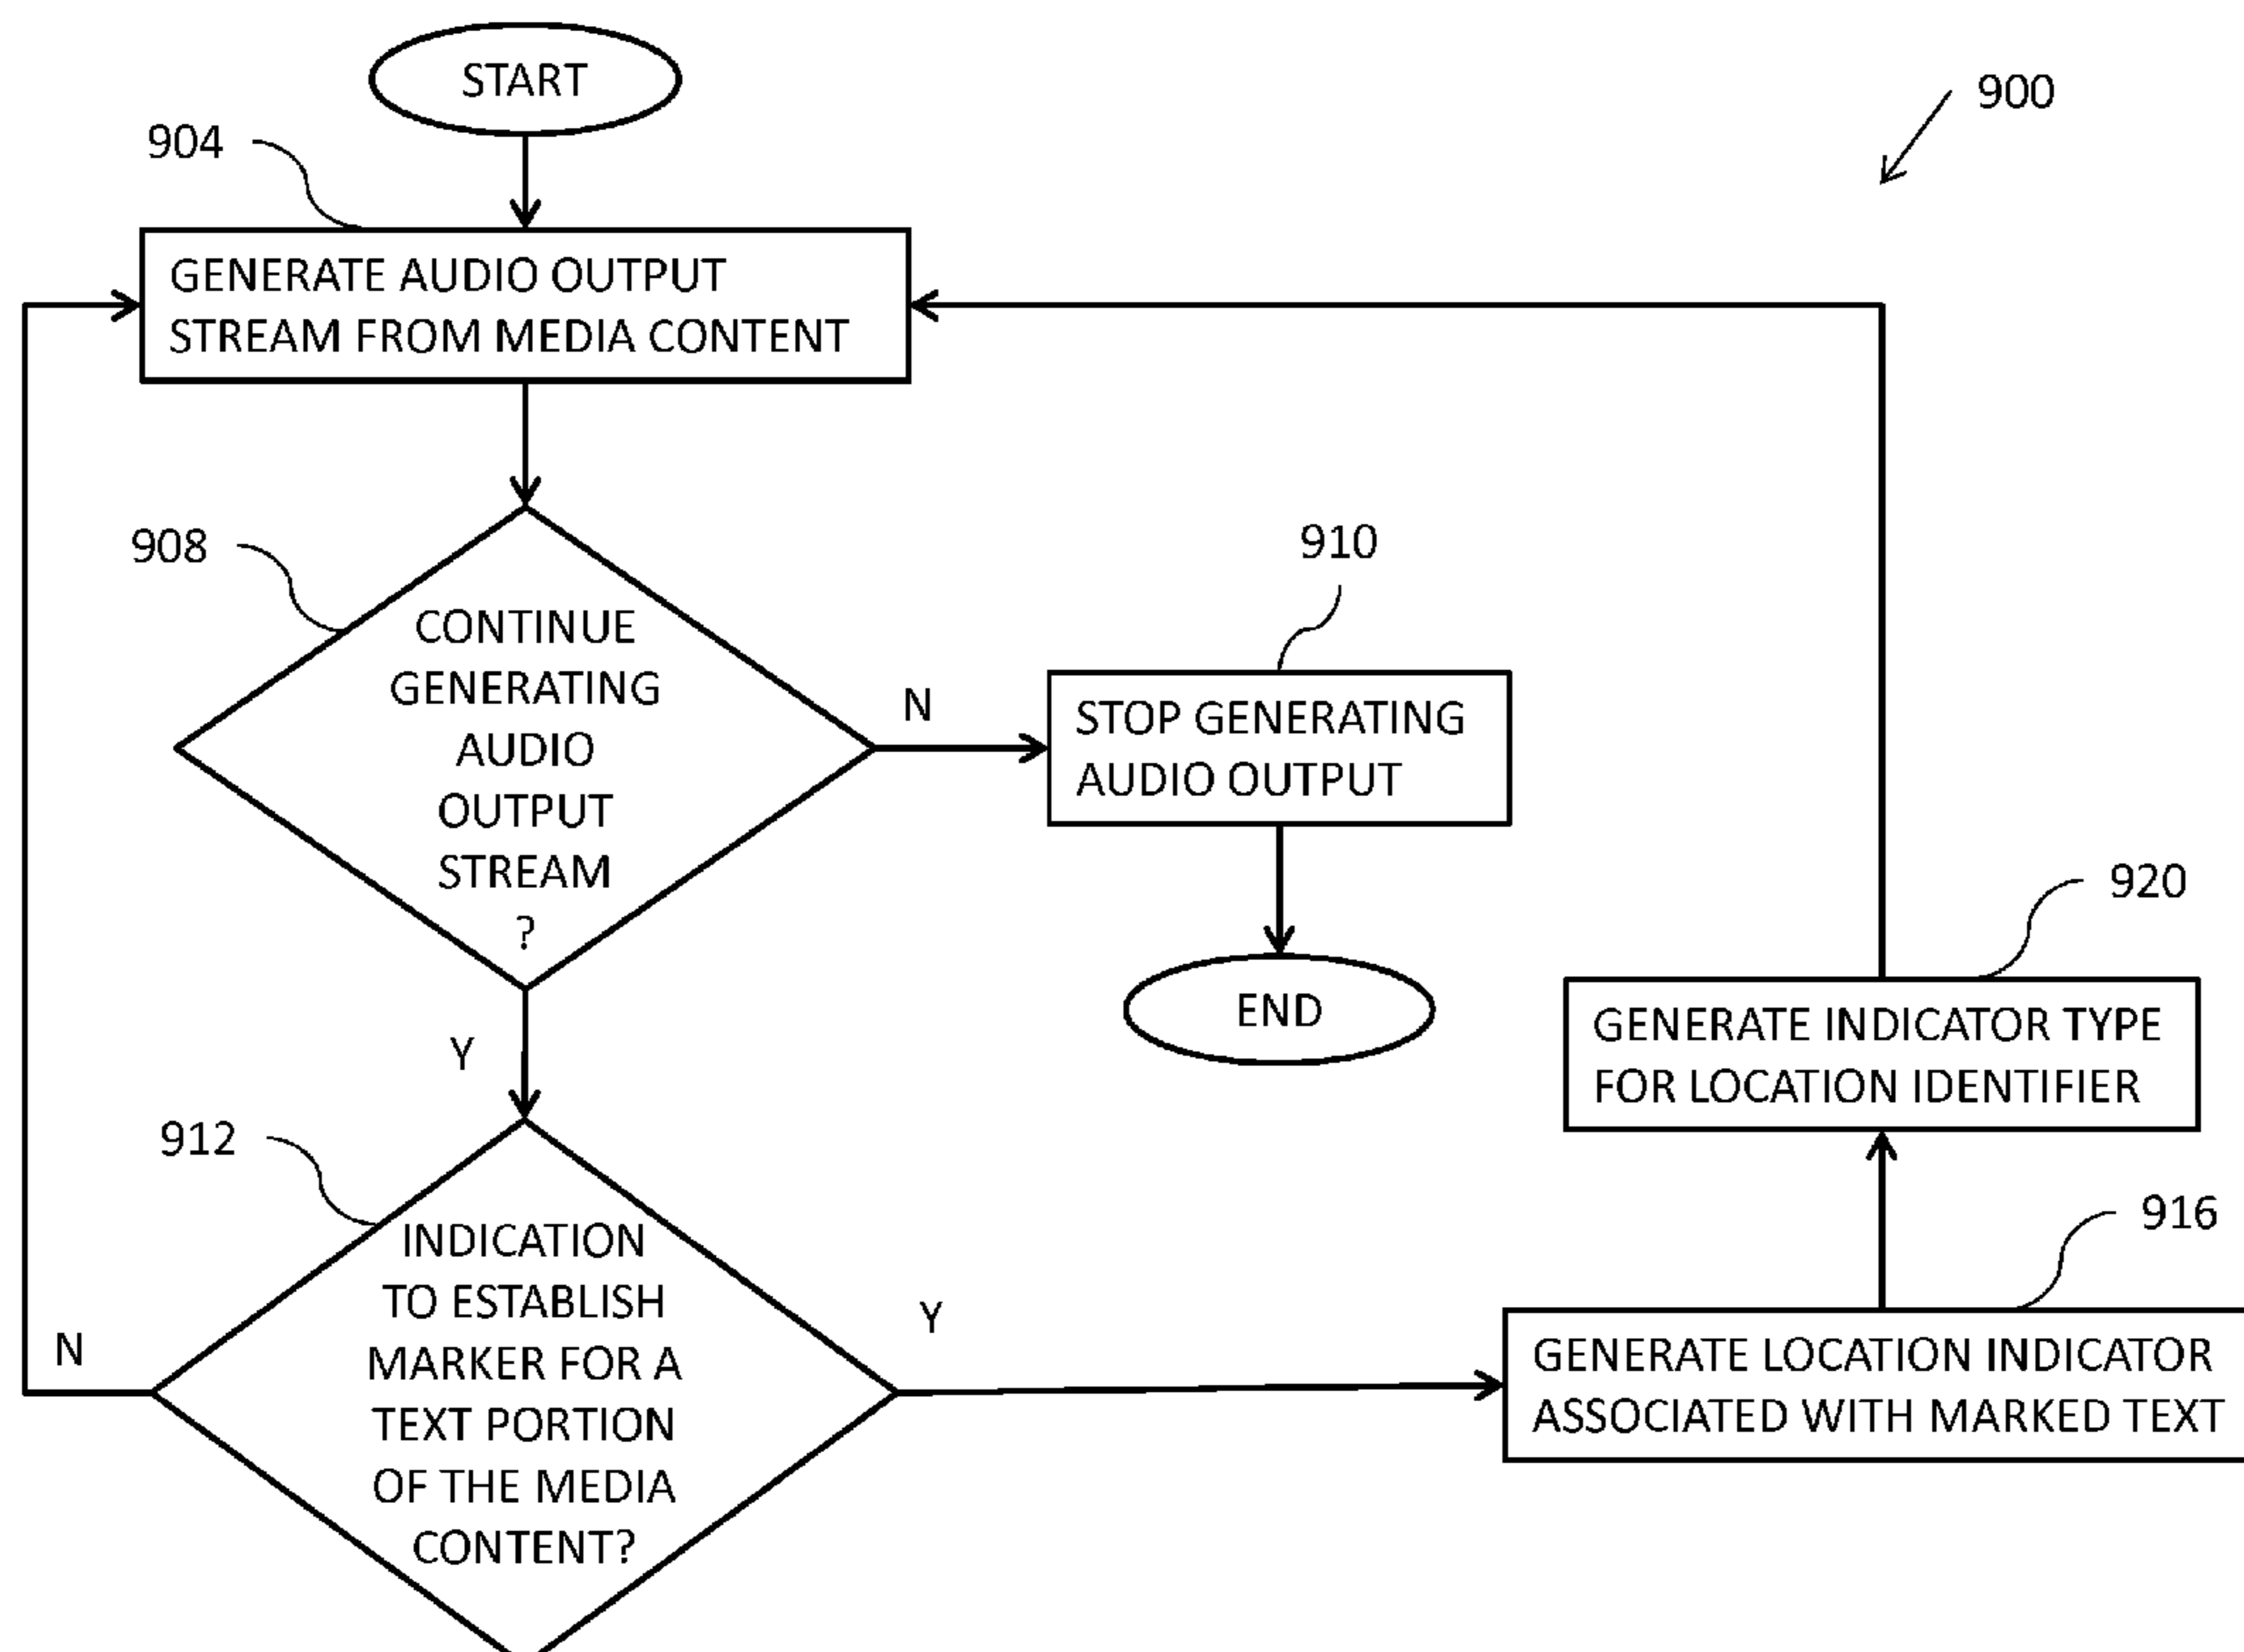 START
900
904
GENERATE AUDIO OUTPUT
STREAM FROM MEDIA CONTENT
908
CONTINUE
GENERATING
AUDIO
OUTPUT
STREAM
?
N
910
STOP GENERATING
AUDIO OUTPUT
END
Y
920
GENERATE INDICATOR TYPE
FOR LOCATION IDENTIFIER
912
INDICATION
TO ESTABLISH
MARKER FOR A
TEXT PORTION
OF THE MEDIA
CONTENT?
N
Y
916
GENERATE LOCATION INDICATOR
ASSOCIATED WITH MARKED TEXT